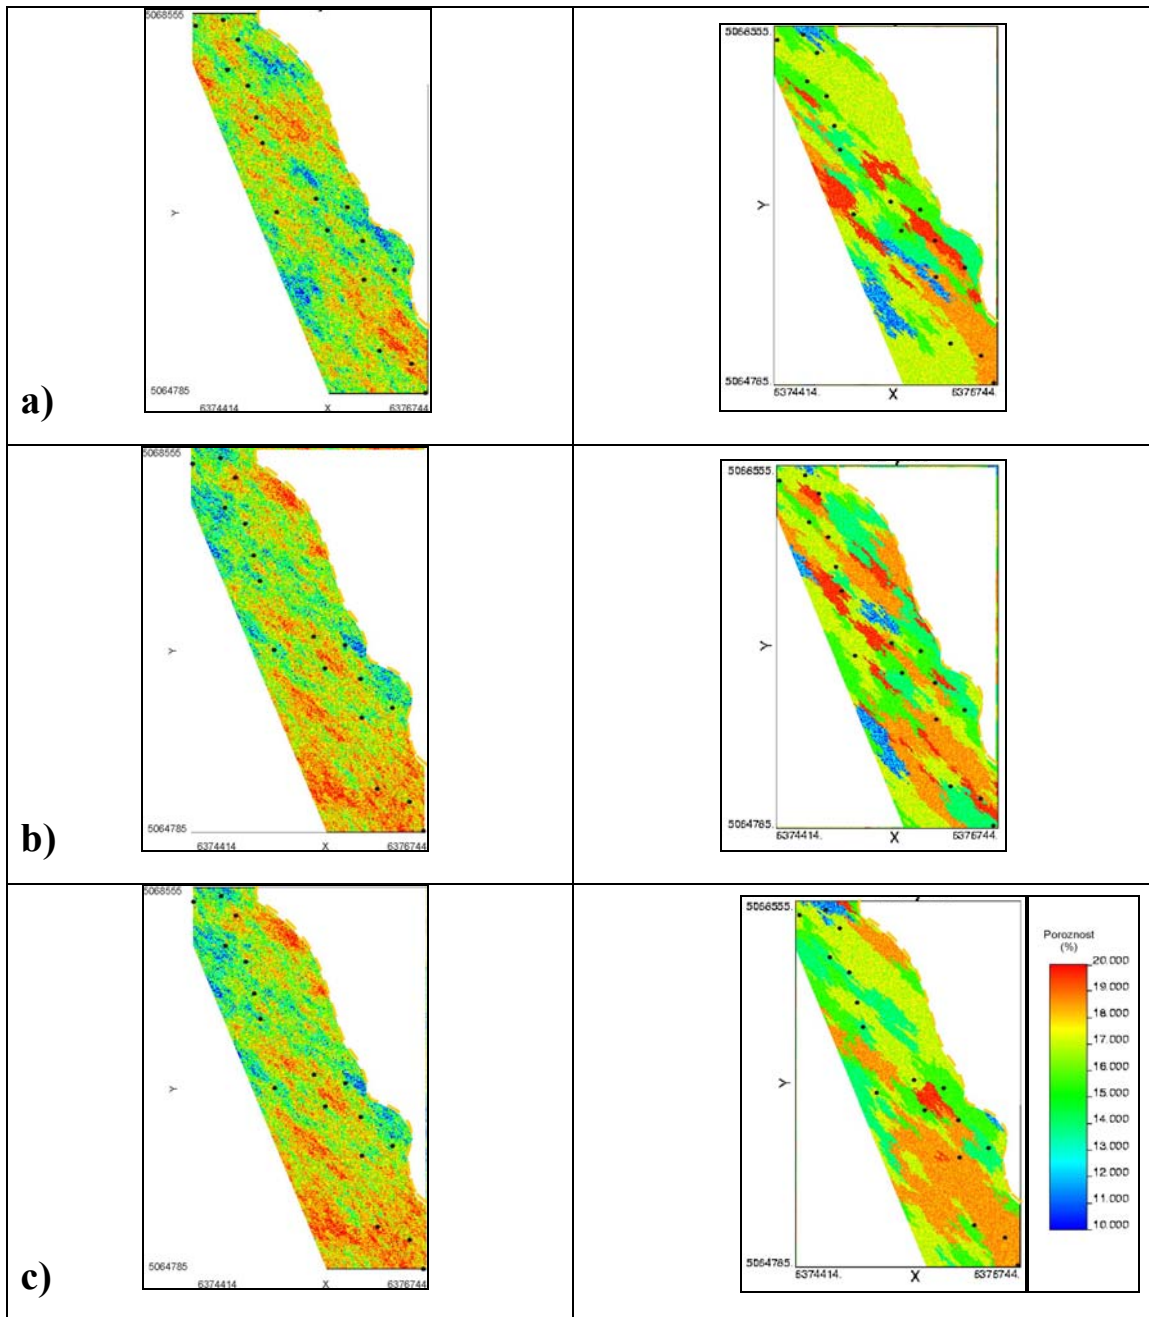 5068555
Y
5064785
6374414
X
6376744
a)
5068555.
Y
5064785.
6374414.
X
6376744.
5068555
Y
5064785
6374414
X
6376744
b)
5068555.
Y
5064785.
6374414.
X
6376744.
5068555
Y
5064785
6374414
X
6376744
c)
5068555.
Y
5064785.
6374414.
X
6376744.
Poroznost
(%)
20.000
19.000
18.000
17.000
16.000
15.000
14.000
13.000
12.000
11.000
10.000